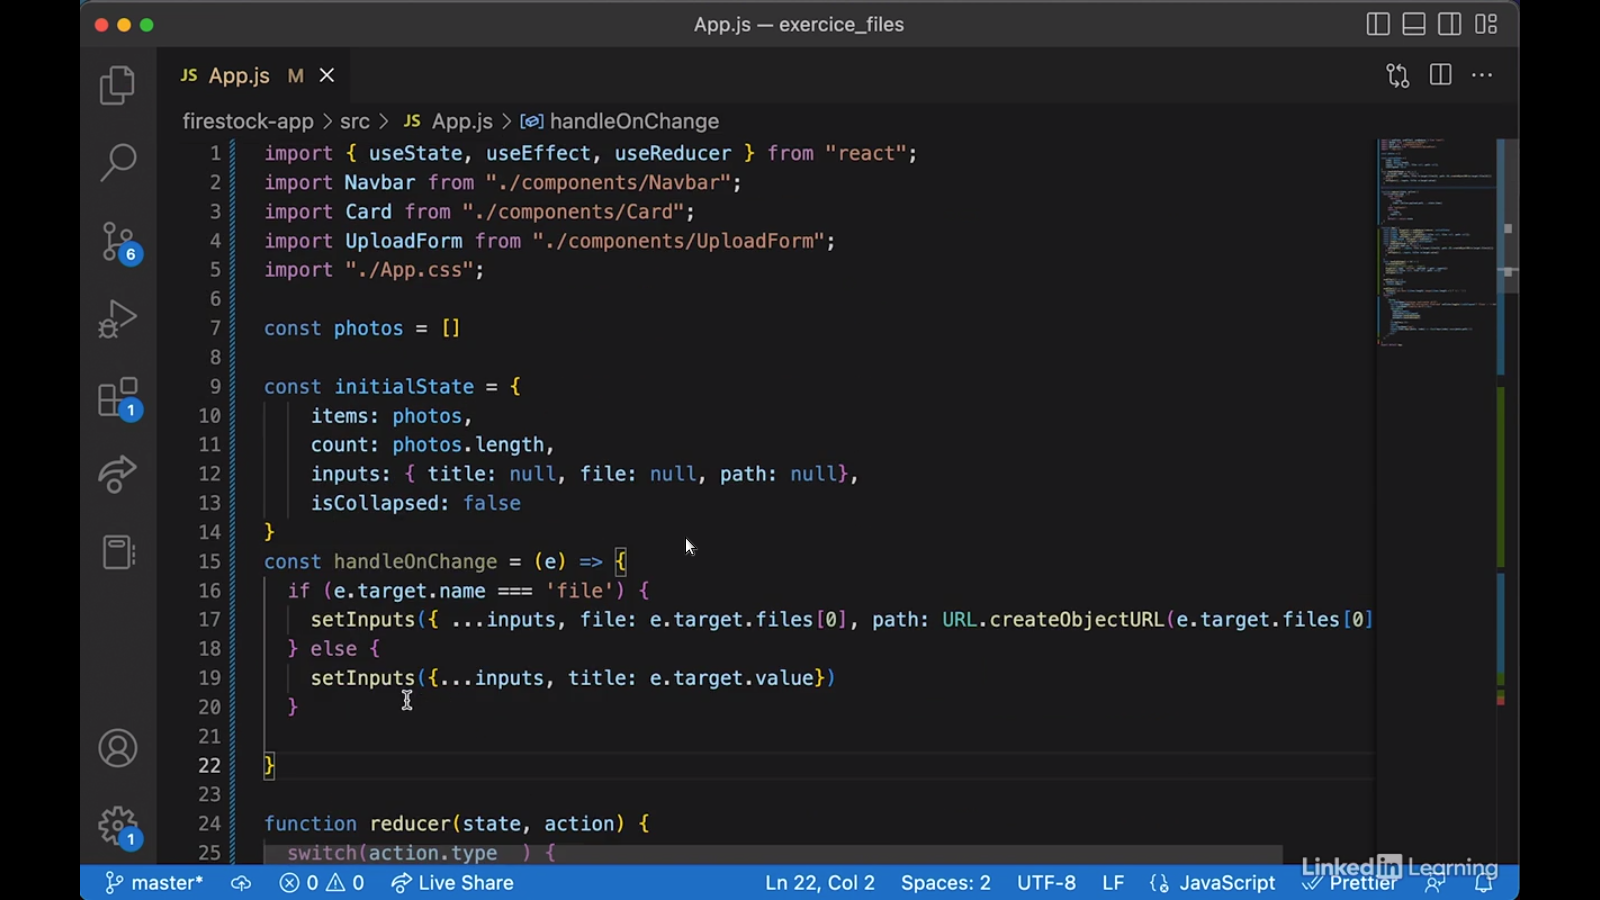 App.js — exercice_files
JS App.js M
firestock-app > src > JS App.js > handleOnChange
1 import { useState, useEffect, useReducer } from "react";
2 import Navbar from "./components/Navbar";
3 import Card from "./components/Card";
4 import UploadForm from "./components/UploadForm";
5 import "./App.css";
6
7 const photos = []
8
9 const initialState = {
10 items: photos,
11 count: photos.length,
12 inputs: { title: null, file: null, path: null},
13 isCollapsed: false
14 }
15 const handleOnChange = (e) => {
16 if (e.target.name === 'file') {
17 setInputs({ ...inputs, file: e.target.files[0], path: URL.createObjectURL(e.target.files[0]
18 } else {
19 setInputs({...inputs, title: e.target.value})
20 }
21
22 }
23
24 function reducer(state, action) {
25 switch(action.type ) {
6
1
1
LinkedIn Learning
master* 0 0 Live Share Ln 22, Col 2 Spaces: 2 UTF-8 LF {} JavaScript Prettier